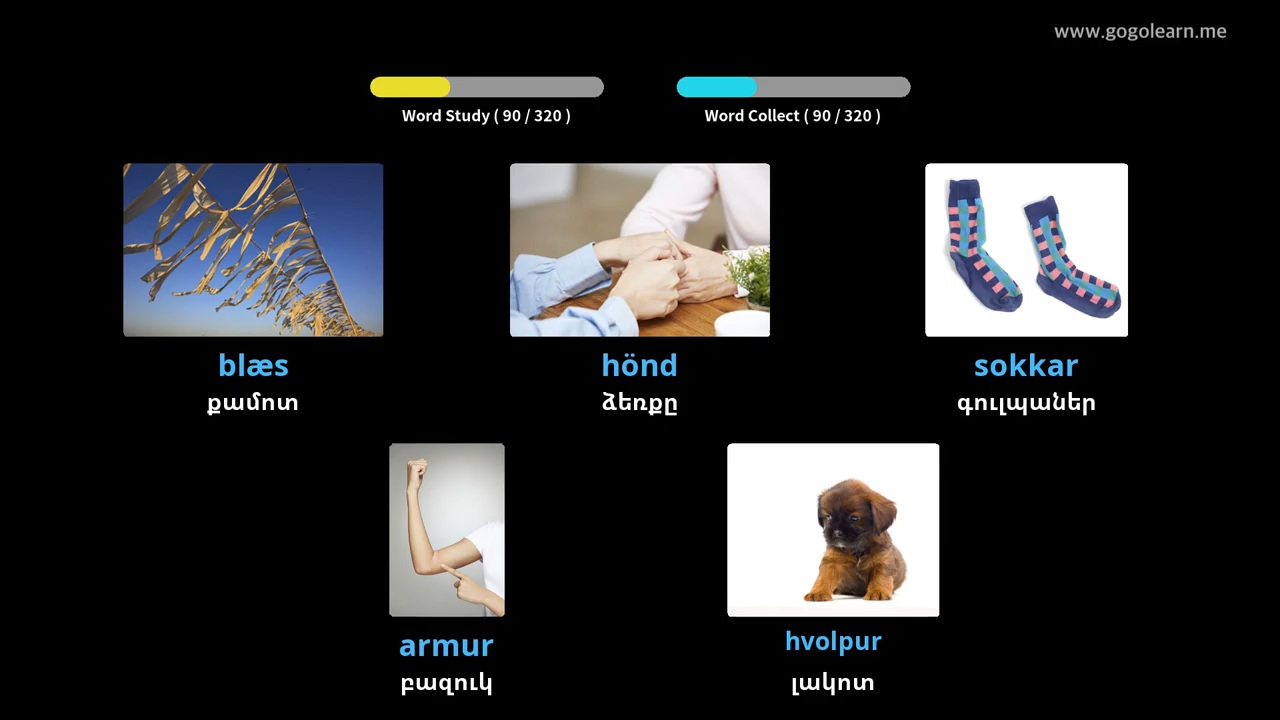 www.gogolearn.me
Word Study ( 90 / 320 )
Word Collect ( 90 / 320 )
blæs
hönd
sokkar
քամոտ
ձեռքը
գուլպաներ
armur
hvolpur
բազուկ
լակոտ